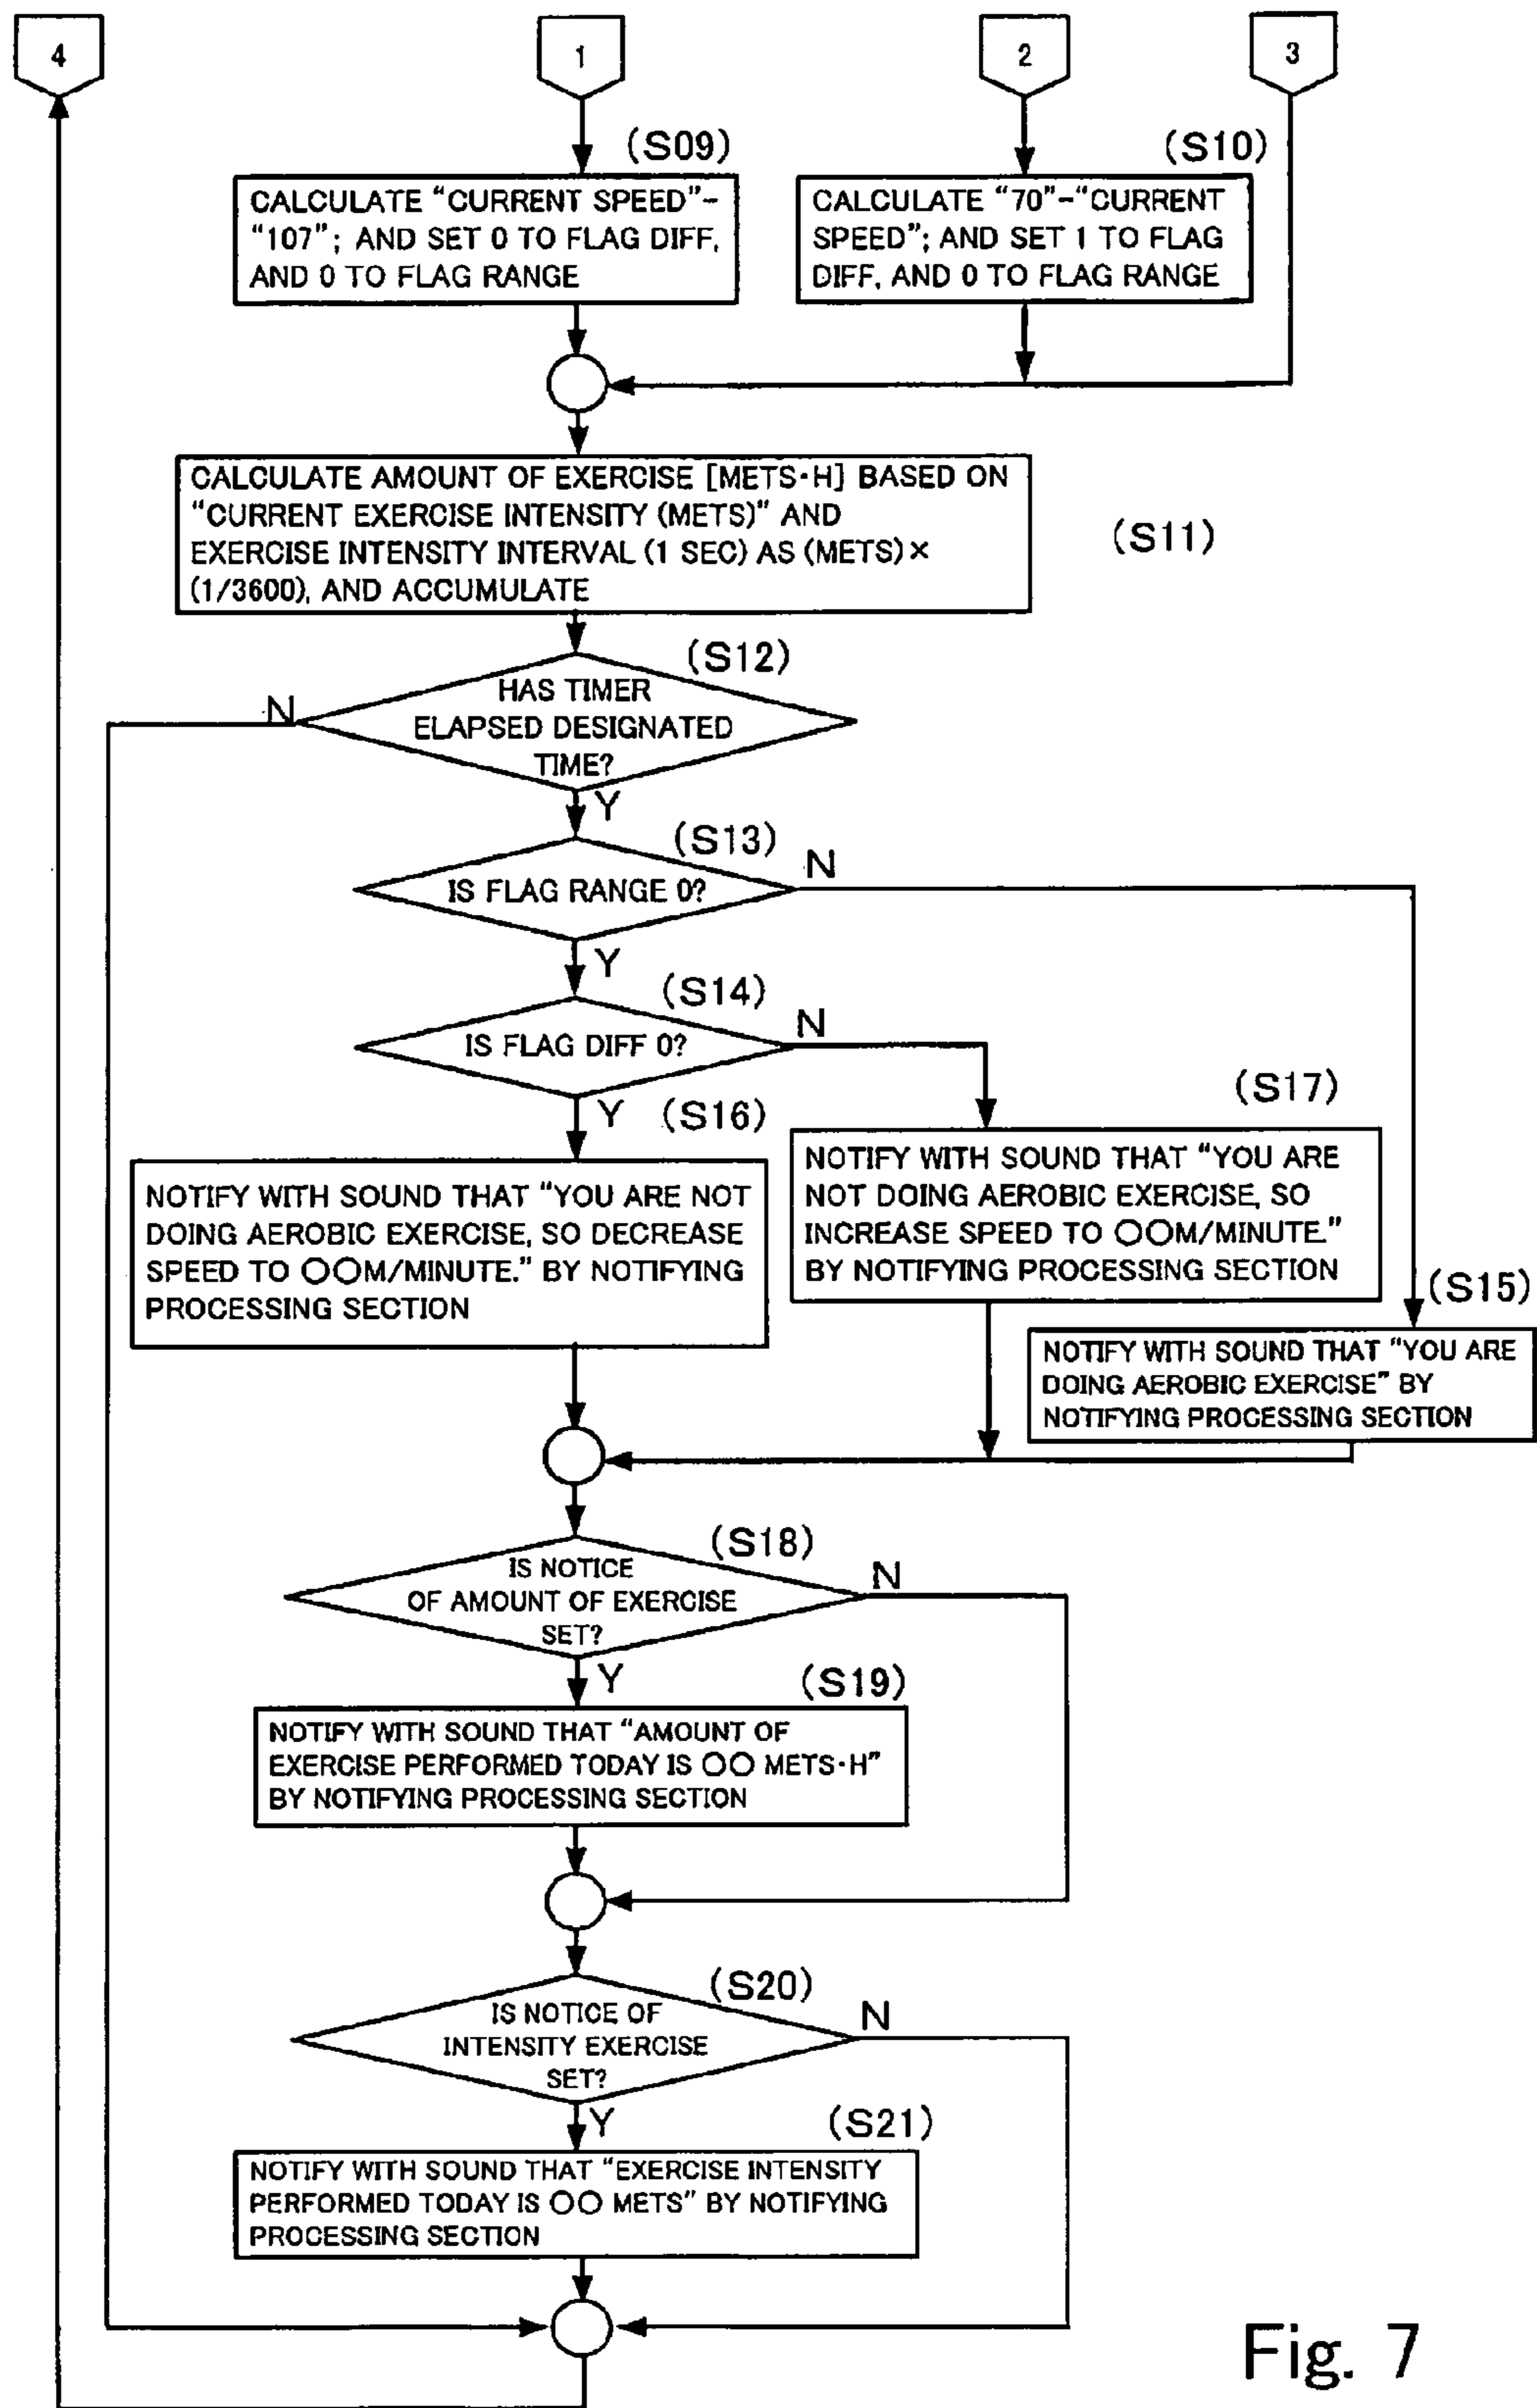 4
1
2
3
(S09)
(S10)
CALCULATE "CURRENT SPEED"-
"107"; AND SET 0 TO FLAG DIFF,
AND 0 TO FLAG RANGE
CALCULATE "70"-"CURRENT
SPEED"; AND SET 1 TO FLAG
DIFF, AND 0 TO FLAG RANGE
CALCULATE AMOUNT OF EXERCISE [METS·H] BASED ON
"CURRENT EXERCISE INTENSITY (METS)" AND
EXERCISE INTENSITY INTERVAL (1 SEC) AS (METS)×
(1/3600), AND ACCUMULATE
(S11)
(S12)
HAS TIMER
ELAPSED DESIGNATED
TIME?
N
Y
(S13)
IS FLAG RANGE 0?
N
Y
(S14)
IS FLAG DIFF 0?
N
Y
(S16)
(S17)
NOTIFY WITH SOUND THAT "YOU ARE NOT
DOING AEROBIC EXERCISE, SO DECREASE
SPEED TO ○○M/MINUTE." BY NOTIFYING
PROCESSING SECTION
NOTIFY WITH SOUND THAT "YOU ARE
NOT DOING AEROBIC EXERCISE, SO
INCREASE SPEED TO ○○M/MINUTE."
BY NOTIFYING PROCESSING SECTION
(S15)
NOTIFY WITH SOUND THAT "YOU ARE
DOING AEROBIC EXERCISE" BY
NOTIFYING PROCESSING SECTION
(S18)
IS NOTICE
OF AMOUNT OF EXERCISE
SET?
N
Y
(S19)
NOTIFY WITH SOUND THAT "AMOUNT OF
EXERCISE PERFORMED TODAY IS ○○ METS·H"
BY NOTIFYING PROCESSING SECTION
(S20)
IS NOTICE OF
INTENSITY EXERCISE
SET?
N
Y
(S21)
NOTIFY WITH SOUND THAT "EXERCISE INTENSITY
PERFORMED TODAY IS ○○ METS" BY NOTIFYING
PROCESSING SECTION
Fig. 7